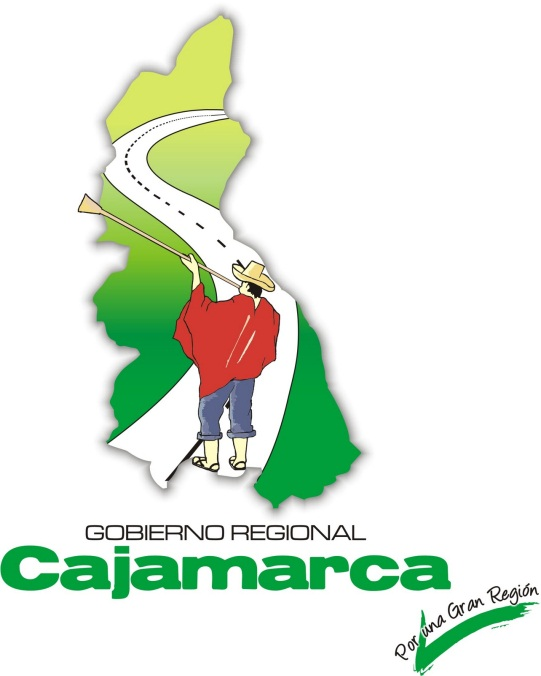 GOBIERNO REGIONAL
Cajamarca
Por una Gran Región